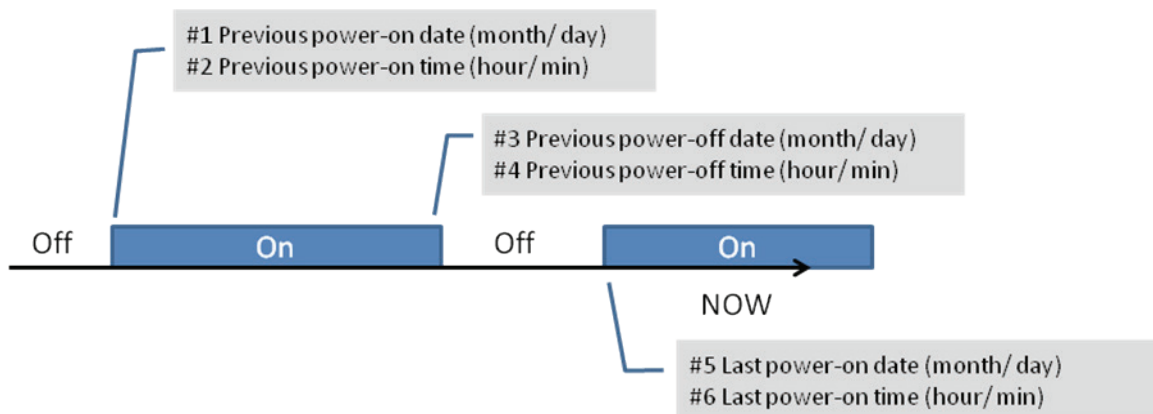 #1 Previous power-on date (month/ day)
#2 Previous power-on time (hour/ min)
#3 Previous power-off date (month/ day)
#4 Previous power-off time (hour/ min)
Off On Off On
NOW
#5 Last power-on date (month/ day)
#6 Last power-on time (hour/ min)